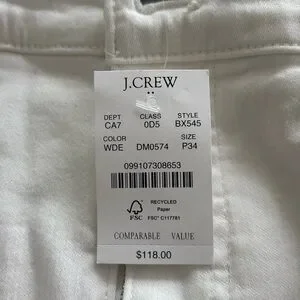 J.CREW
DEPT CLASS STYLE
CA7 0D5 BX545
COLOR SIZE
WDE DM0574 P34
099107308653
FSC
RECYCLED
Paper
FSC® C117781
COMPARABLE VALUE
$118.00